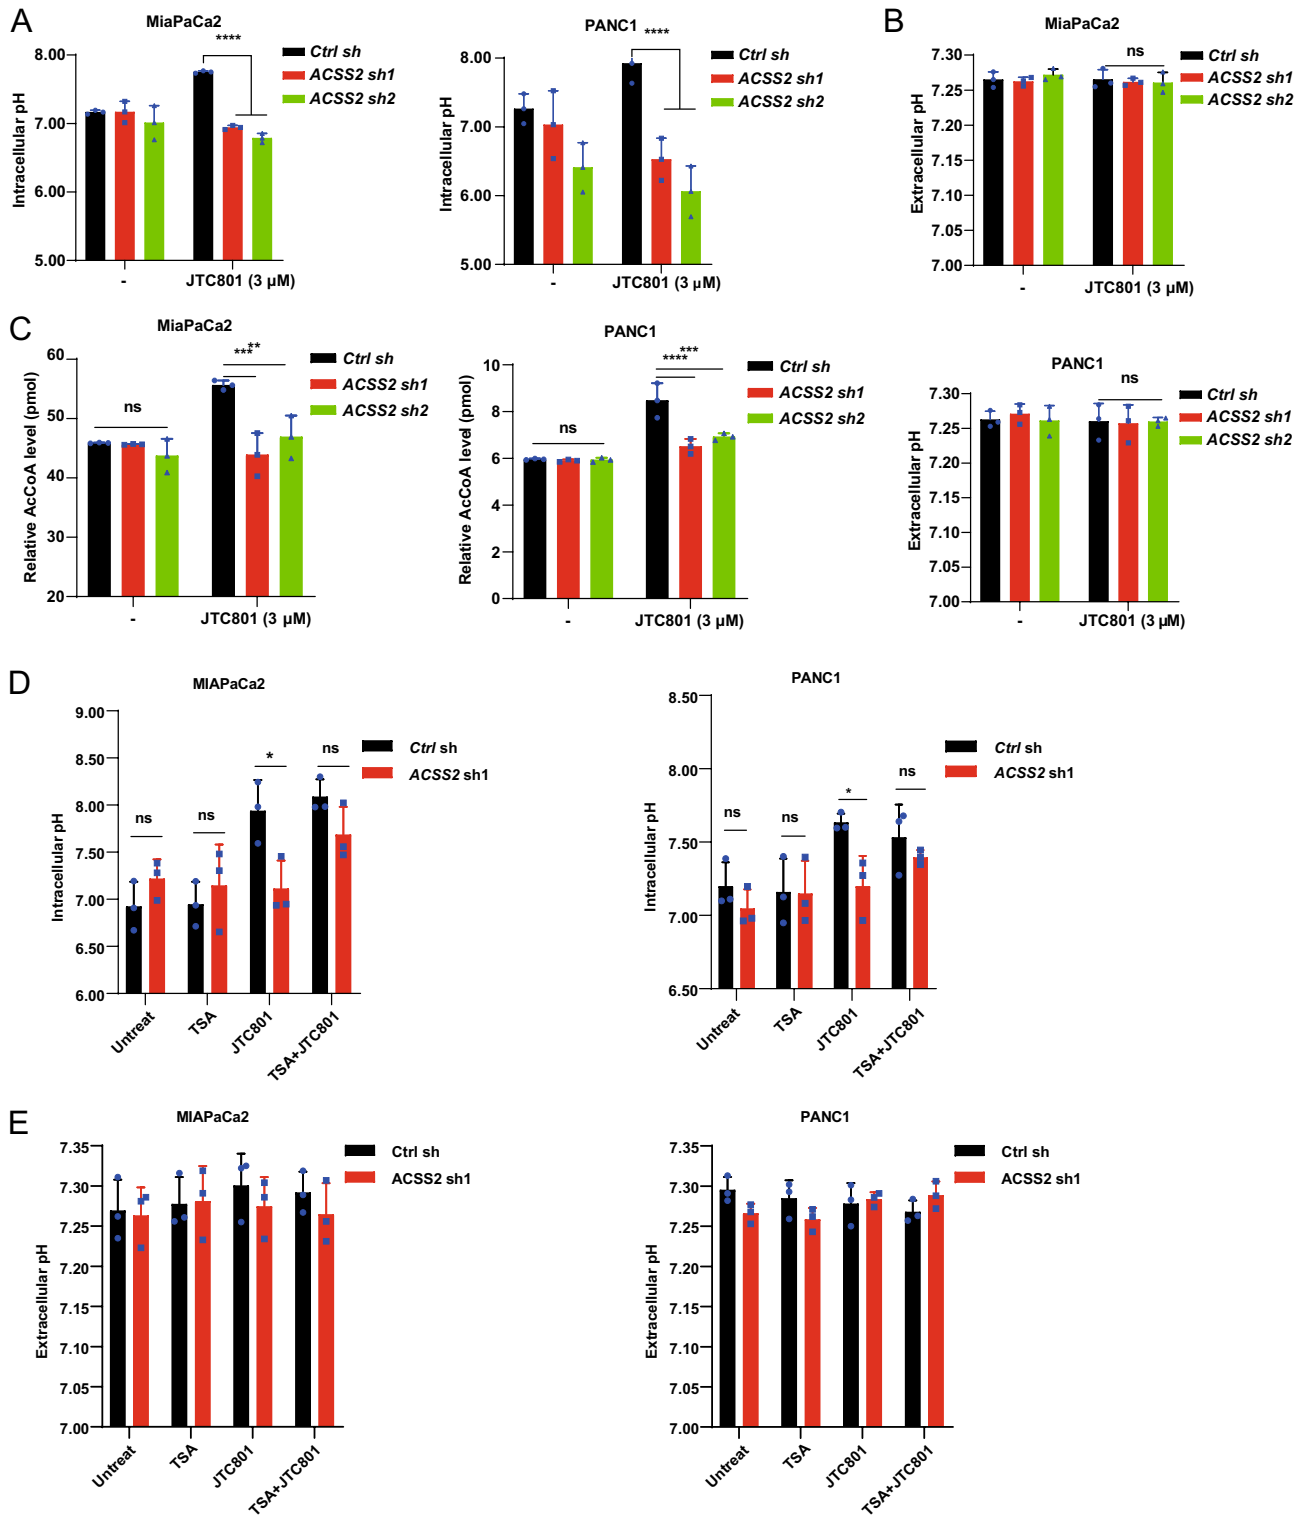 A
MiaPaCa2
Intracellular pH
8.00
7.00
6.00
5.00
****
Ctrl sh
ACSS2 sh1
ACSS2 sh2
-
JTC801 (3 µM)
PANC1
Intracellular pH
8.00
7.00
6.00
5.00
****
Ctrl sh
ACSS2 sh1
ACSS2 sh2
-
JTC801 (3 µM)
B
MiaPaCa2
Extracellular pH
7.30
7.25
7.20
7.15
7.10
7.05
7.00
ns
Ctrl sh
ACSS2 sh1
ACSS2 sh2
-
JTC801 (3 µM)
C
MiaPaCa2
Relative AcCoA level (pmol)
60
50
40
30
20
ns
**
***
Ctrl sh
ACSS2 sh1
ACSS2 sh2
-
JTC801 (3 µM)
PANC1
Relative AcCoA level (pmol)
10
8
6
4
2
0
ns
***
****
Ctrl sh
ACSS2 sh1
ACSS2 sh2
-
JTC801 (3 µM)
PANC1
Extracellular pH
7.30
7.25
7.20
7.15
7.10
7.05
7.00
ns
Ctrl sh
ACSS2 sh1
ACSS2 sh2
-
JTC801 (3 µM)
D
MIAPaCa2
Intracellular pH
9.00
8.50
8.00
7.50
7.00
6.50
6.00
ns
ns
*
ns
Ctrl sh
ACSS2 sh1
Untreat
TSA
JTC801
TSA+JTC801
PANC1
Intracellular pH
8.50
8.00
7.50
7.00
6.50
ns
ns
*
ns
Ctrl sh
ACSS2 sh1
Untreat
TSA
JTC801
TSA+JTC801
E
MIAPaCa2
Extracellular pH
7.35
7.30
7.25
7.20
7.15
7.10
7.05
7.00
Ctrl sh
ACSS2 sh1
Untreat
TSA
JTC801
TSA+JTC801
PANC1
Extracellular pH
7.35
7.30
7.25
7.20
7.15
7.10
7.05
7.00
Ctrl sh
ACSS2 sh1
Untreat
TSA
JTC801
TSA+JTC801